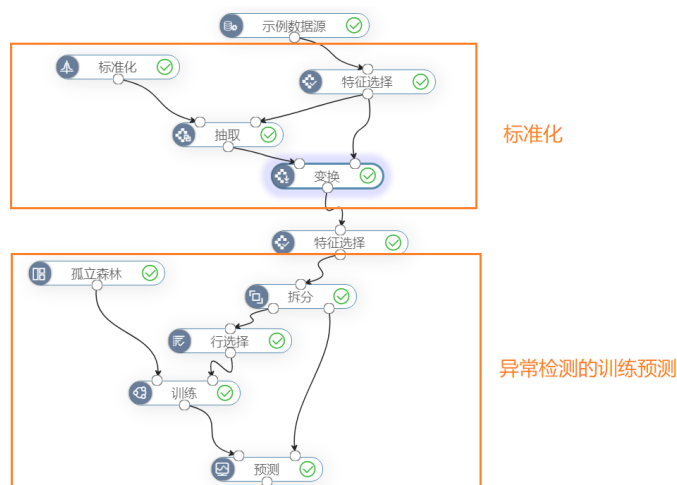 示例数据源
标准化
特征选择
抽取
标准化
变换
特征选择
孤立森林
拆分
行选择
异常检测的训练预测
训练
预测